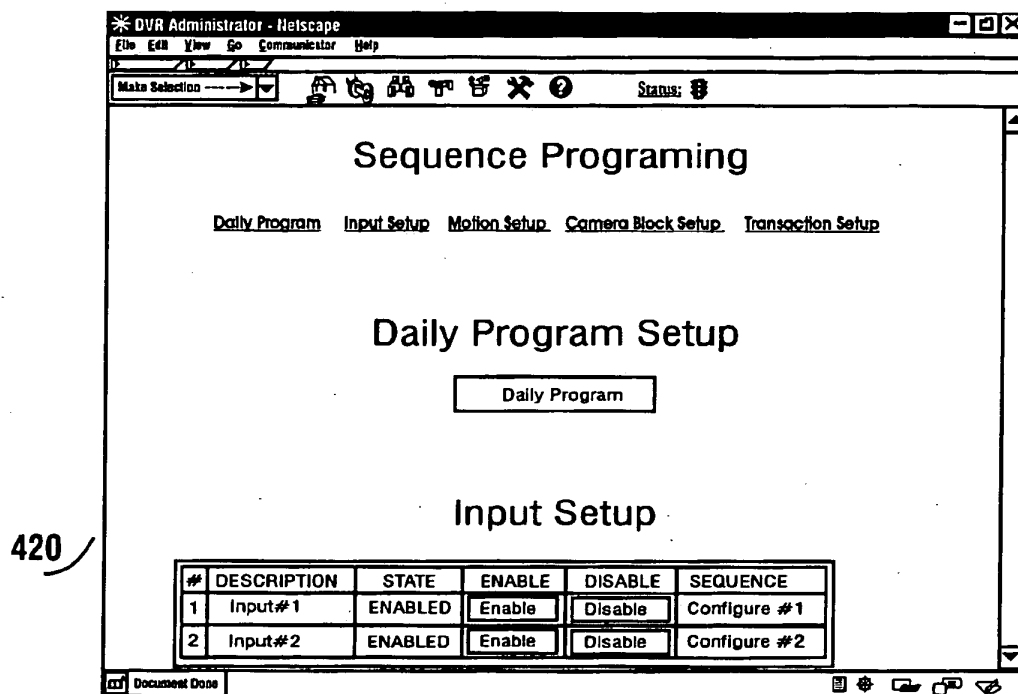 DVR Administrator - Netscape
File Edit View Go Communicator Help
Make Selection ----> Status:
Sequence Programing
Daily Program Input Setup Motion Setup Camera Block Setup Transaction Setup
Daily Program Setup
Daily Program
Input Setup
420
# DESCRIPTION STATE ENABLE DISABLE SEQUENCE
1 Input#1 ENABLED Enable Disable Configure #1
2 Input#2 ENABLED Enable Disable Configure #2
Document Done